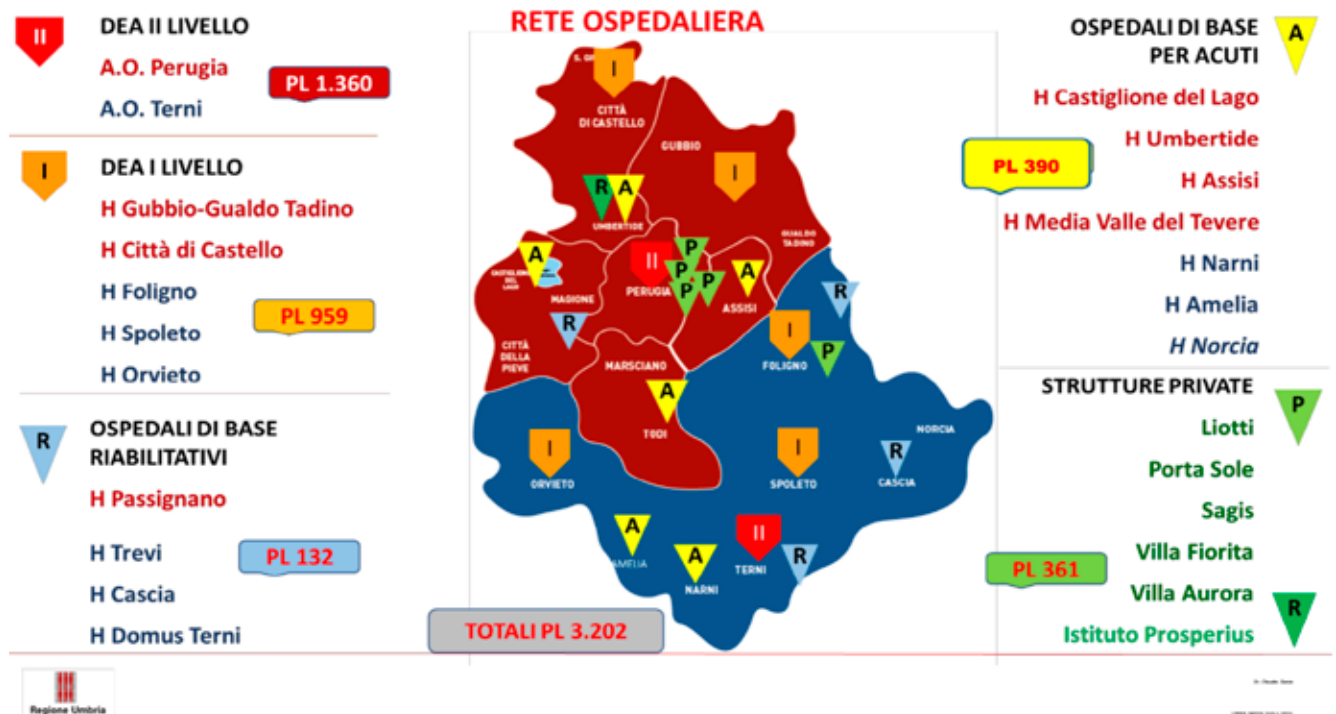 RETE OSPEDALIERA
II
DEA II LIVELLO
A.O. Perugia
A.O. Terni
PL 1.360
I
DEA I LIVELLO
H Gubbio-Gualdo Tadino
H Città di Castello
H Foligno
H Spoleto
H Orvieto
PL 959
R
OSPEDALI DI BASE
RIABILITATIVI
H Passignano
H Trevi
H Cascia
H Domus Terni
PL 132
I
CITTÀ
DI CASTELLO
GUBBIO
I
R
A
UMBERTIDE
GUALDO
TADINO
A
CASTIGLIONE
DEL
LAGO
MAGIONE
R
II
PERUGIA
P
P
P
P
A
ASSISI
R
CITTÀ
DELLA
PIEVE
MARSCIANO
A
TODI
I
FOLIGNO
P
I
ORVIETO
I
SPOLETO
NORCIA
R
CASCIA
A
AMELIA
A
NARNI
II
TERNI
R
TOTALI PL 3.202
OSPEDALI DI BASE
PER ACUTI
A
H Castiglione del Lago
H Umbertide
H Assisi
H Media Valle del Tevere
H Narni
H Amelia
H Norcia
PL 390
STRUTTURE PRIVATE
P
Liotti
Porta Sole
Sagis
Villa Fiorita
Villa Aurora
Istituto Prosperius
R
PL 361
Regione Umbria